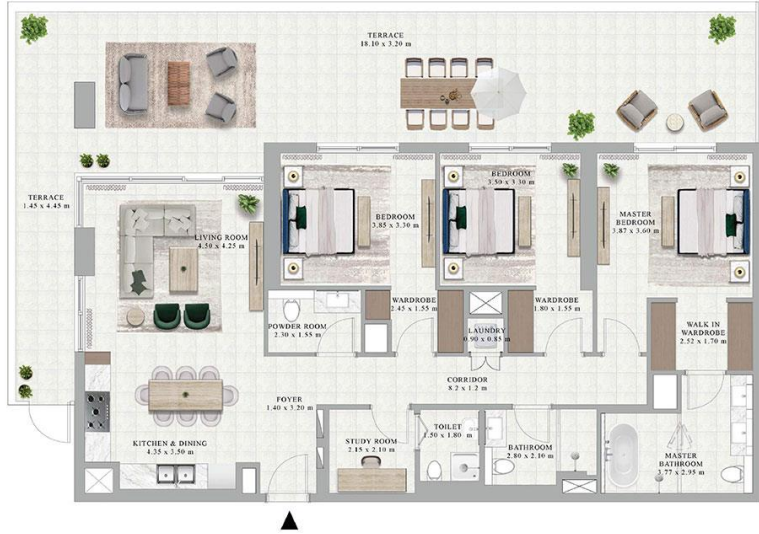 TERRACE
18.10 x 3.20 m
TERRACE
1.45 x 4.45 m
LIVING ROOM
4.50 x 4.25 m
BEDROOM
3.85 x 3.30 m
BEDROOM
3.50 x 3.30 m
MASTER
BEDROOM
3.87 x 3.60 m
POWDER ROOM
2.30 x 1.55 m
WARDROBE
2.45 x 1.55 m
LAUNDRY
0.90 x 0.85 m
WARDROBE
1.80 x 1.55 m
WALK IN
WARDROBE
2.52 x 1.70 m
CORRIDOR
8.2 x 1.2 m
FOYER
1.40 x 3.20 m
KITCHEN & DINING
4.35 x 3.50 m
STUDY ROOM
2.15 x 2.10 m
TOILET
1.50 x 1.80 m
BATHROOM
2.80 x 2.10 m
MASTER
BATHROOM
3.77 x 2.95 m